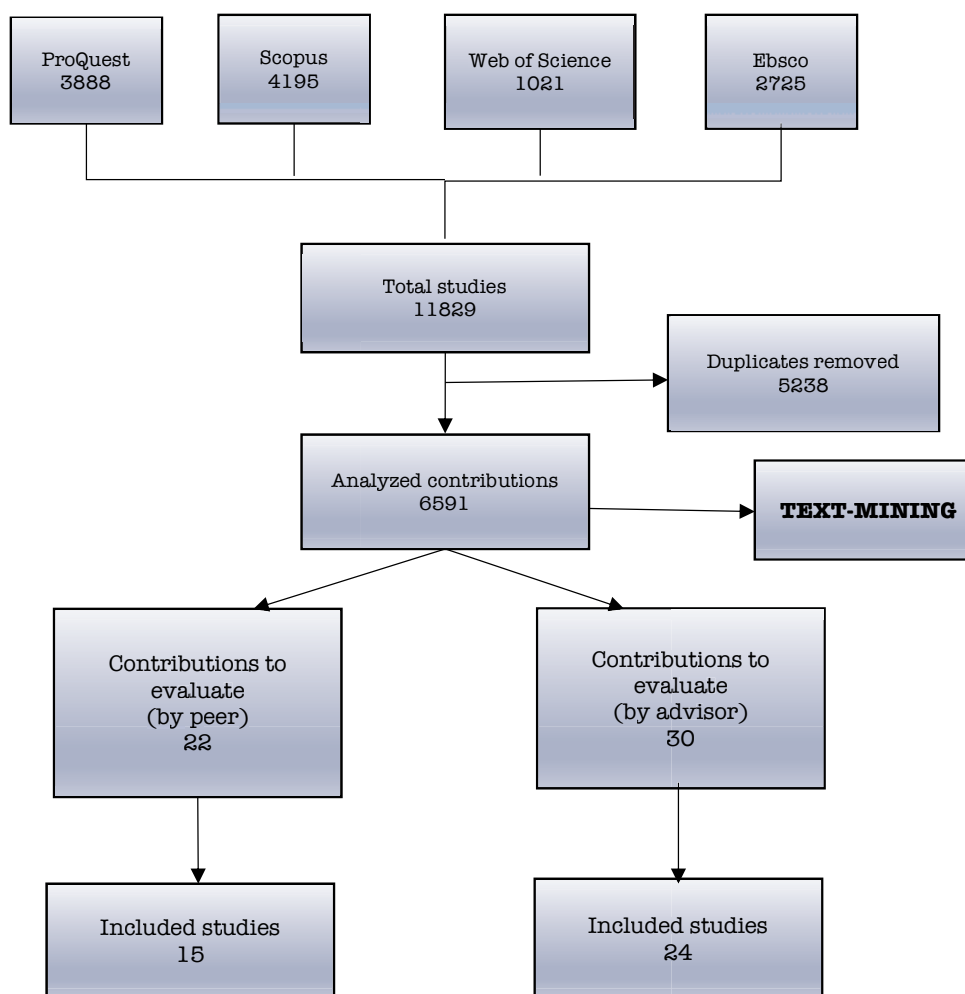 ProQuest
3888
Scopus
4195
Web of Science
1021
Ebsco
2725
Total studies
11829
Duplicates removed
5238
Analyzed contributions
6591
TEXT-MINING
Contributions to
evaluate
(by peer)
22
Contributions to
evaluate
(by advisor)
30
Included studies
15
Included studies
24